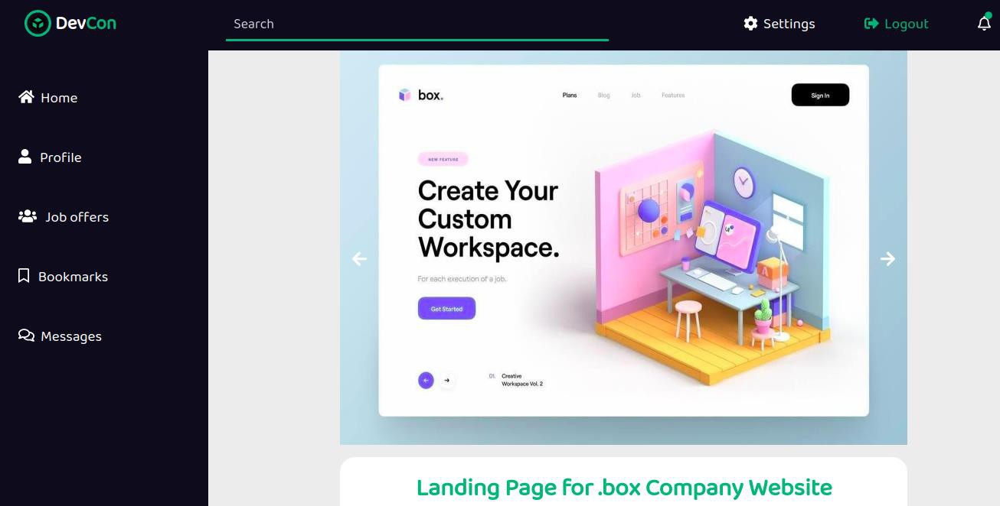 DevCon
Search
Settings
Logout
Home
Profile
Job offers
Bookmarks
Messages
box.
Plans
Blog
Job
Features
Sign In
NEW FEATURE
Create Your
Custom
Workspace.
For each execution of a job.
Get Started
01.
Creative
Workspace Vol. 2
Landing Page for .box Company Website